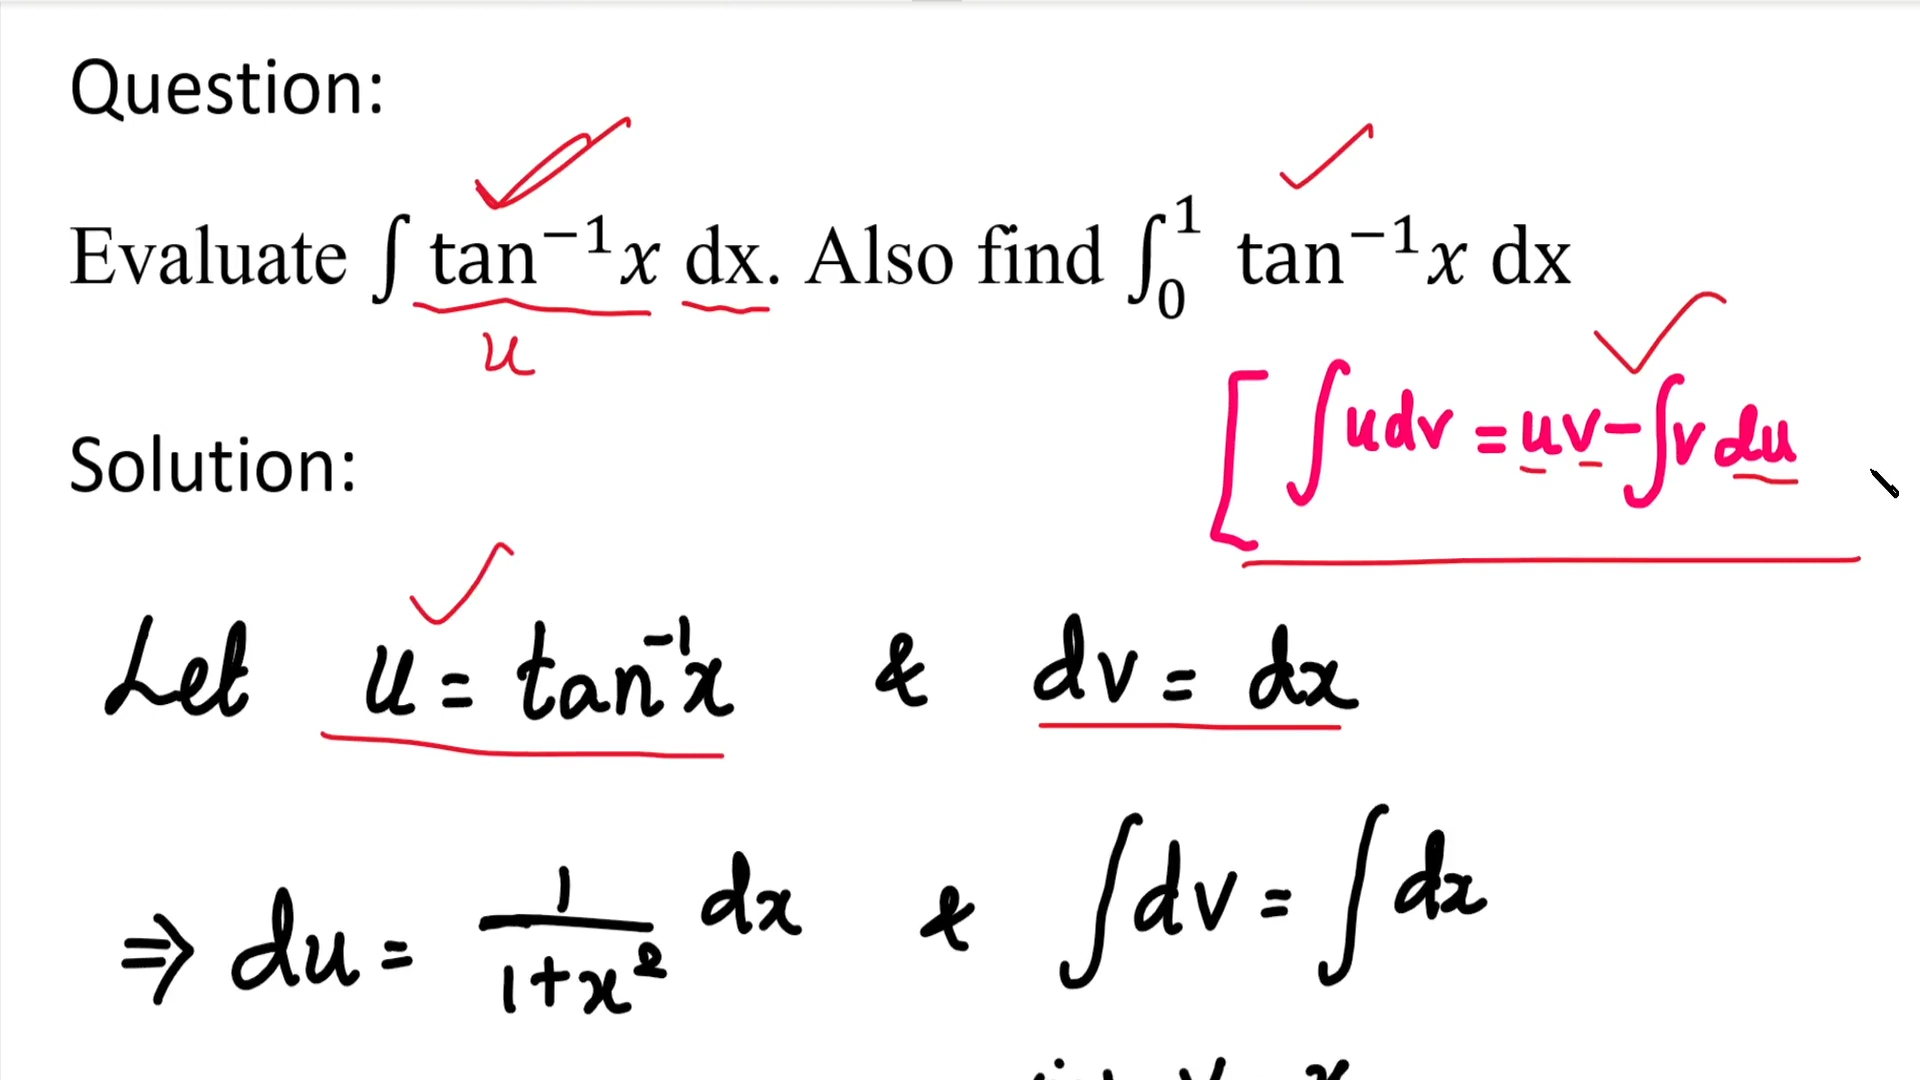 Question:
Evaluate ∫ tan⁻¹x dx. Also find ∫₀¹ tan⁻¹x dx
u
[ ∫udv = uv-∫v du
Solution:
Let u = tan⁻¹x & dv = dx
⇒ du = 1/(1+x²) dx & ∫dv = ∫dx